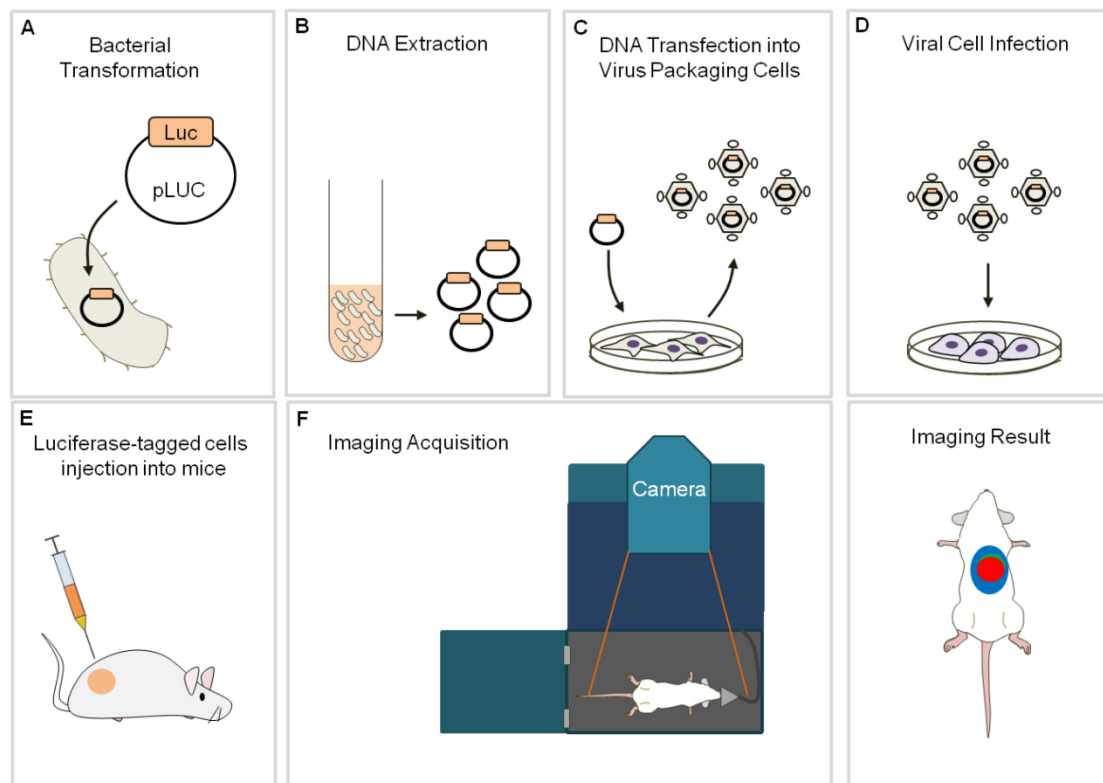 A
Bacterial
Transformation
Luc
pLUC
B
DNA Extraction
C
DNA Transfection into
Virus Packaging Cells
D
Viral Cell Infection
E
Luciferase-tagged cells
injection into mice
F
Imaging Acquisition
Camera
Imaging Result